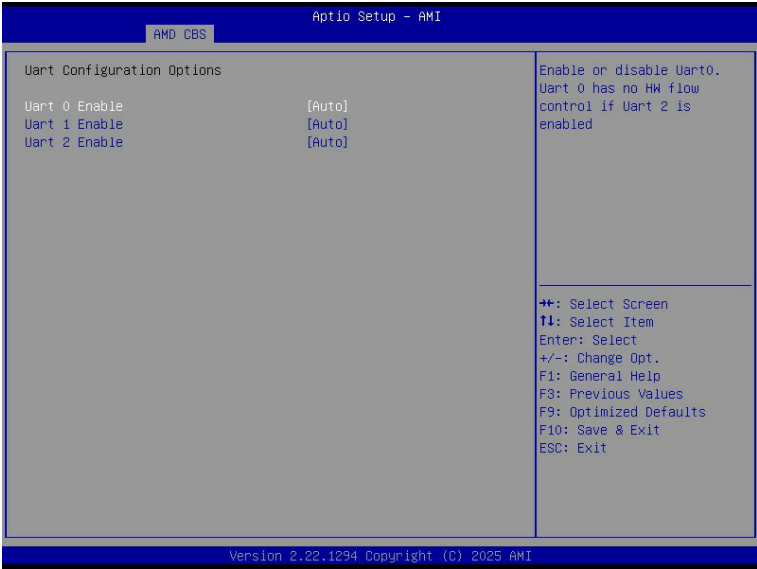 Aptio Setup - AMI
AMD CBS
Uart Configuration Options
Uart 0 Enable [Auto]
Uart 1 Enable [Auto]
Uart 2 Enable [Auto]
Enable or disable Uart0.
Uart 0 has no HW flow
control if Uart 2 is
enabled
→←: Select Screen
↑↓: Select Item
Enter: Select
+/-: Change Opt.
F1: General Help
F3: Previous Values
F9: Optimized Defaults
F10: Save & Exit
ESC: Exit
Version 2.22.1294 Copyright (C) 2025 AMI